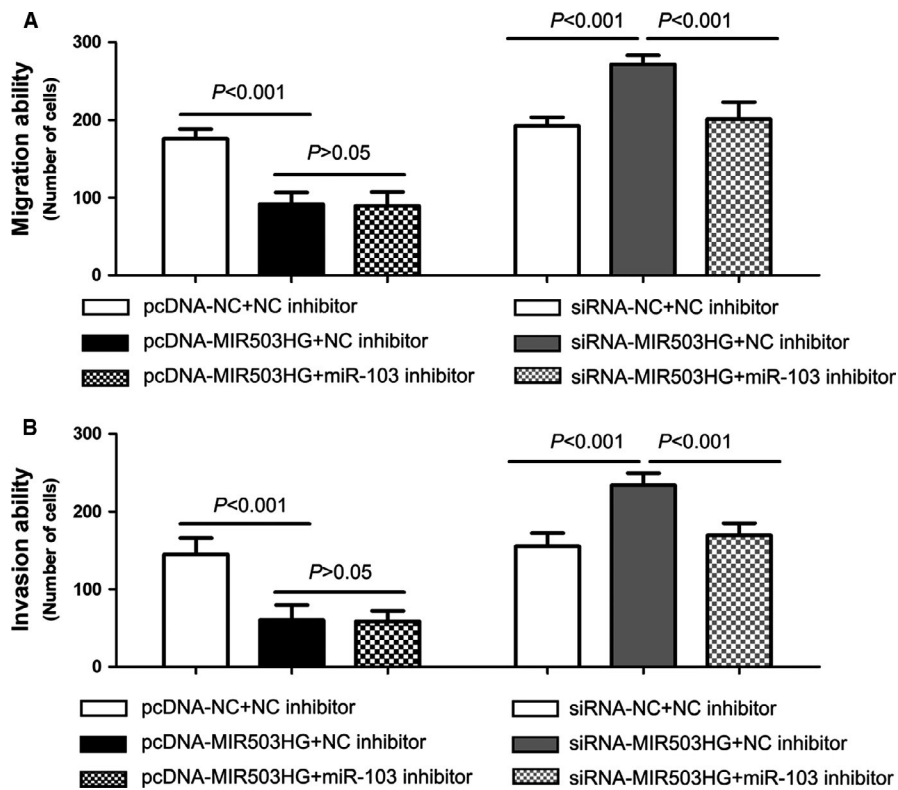 A
P<0.001 P<0.001
P<0.001
P>0.05
Migration ability
(Number of cells)
300
200
100
0
pcDNA-NC+NC inhibitor
pcDNA-MIR503HG+NC inhibitor
pcDNA-MIR503HG+miR-103 inhibitor
siRNA-NC+NC inhibitor
siRNA-MIR503HG+NC inhibitor
siRNA-MIR503HG+miR-103 inhibitor
B
P<0.001 P<0.001
P<0.001
P>0.05
Invasion ability
(Number of cells)
300
200
100
0
pcDNA-NC+NC inhibitor
pcDNA-MIR503HG+NC inhibitor
pcDNA-MIR503HG+miR-103 inhibitor
siRNA-NC+NC inhibitor
siRNA-MIR503HG+NC inhibitor
siRNA-MIR503HG+miR-103 inhibitor